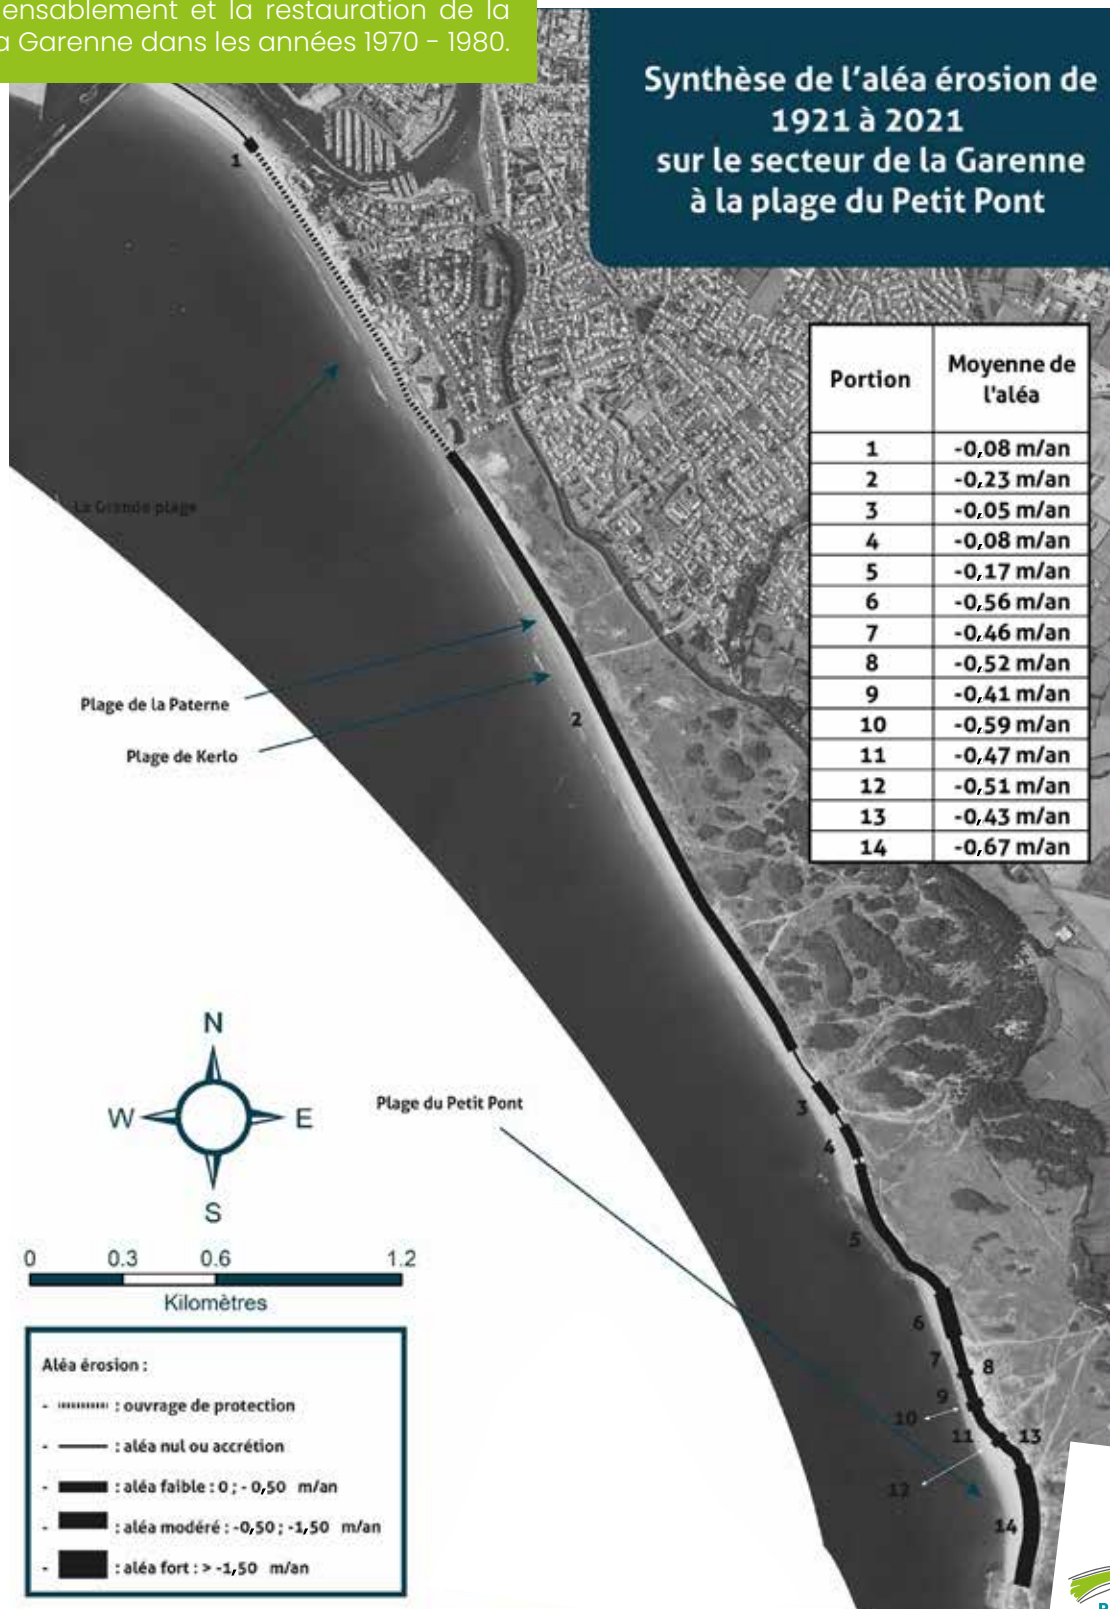 ensablement et la restauration de la
a Garenne dans les années 1970 - 1980.
Synthèse de l'aléa érosion de
1921 à 2021
sur le secteur de la Garenne
à la plage du Petit Pont
Portion Moyenne de l'aléa
1 -0,08 m/an
2 -0,23 m/an
3 -0,05 m/an
4 -0,08 m/an
5 -0,17 m/an
6 -0,56 m/an
7 -0,46 m/an
8 -0,52 m/an
9 -0,41 m/an
10 -0,59 m/an
11 -0,47 m/an
12 -0,51 m/an
13 -0,43 m/an
14 -0,67 m/an
1
La Grande plage
Plage de la Paterne
Plage de Kerlo
2
Plage du Petit Pont
3
4
5
6
7
8
9
10
11
13
12
14
N
W E
S
0 0.3 0.6 1.2
Kilomètres
Aléa érosion :
- : ouvrage de protection
- : aléa nul ou accrétion
- : aléa faible : 0 ; - 0,50 m/an
- : aléa modéré : -0,50 ; -1,50 m/an
- : aléa fort : > -1,50 m/an